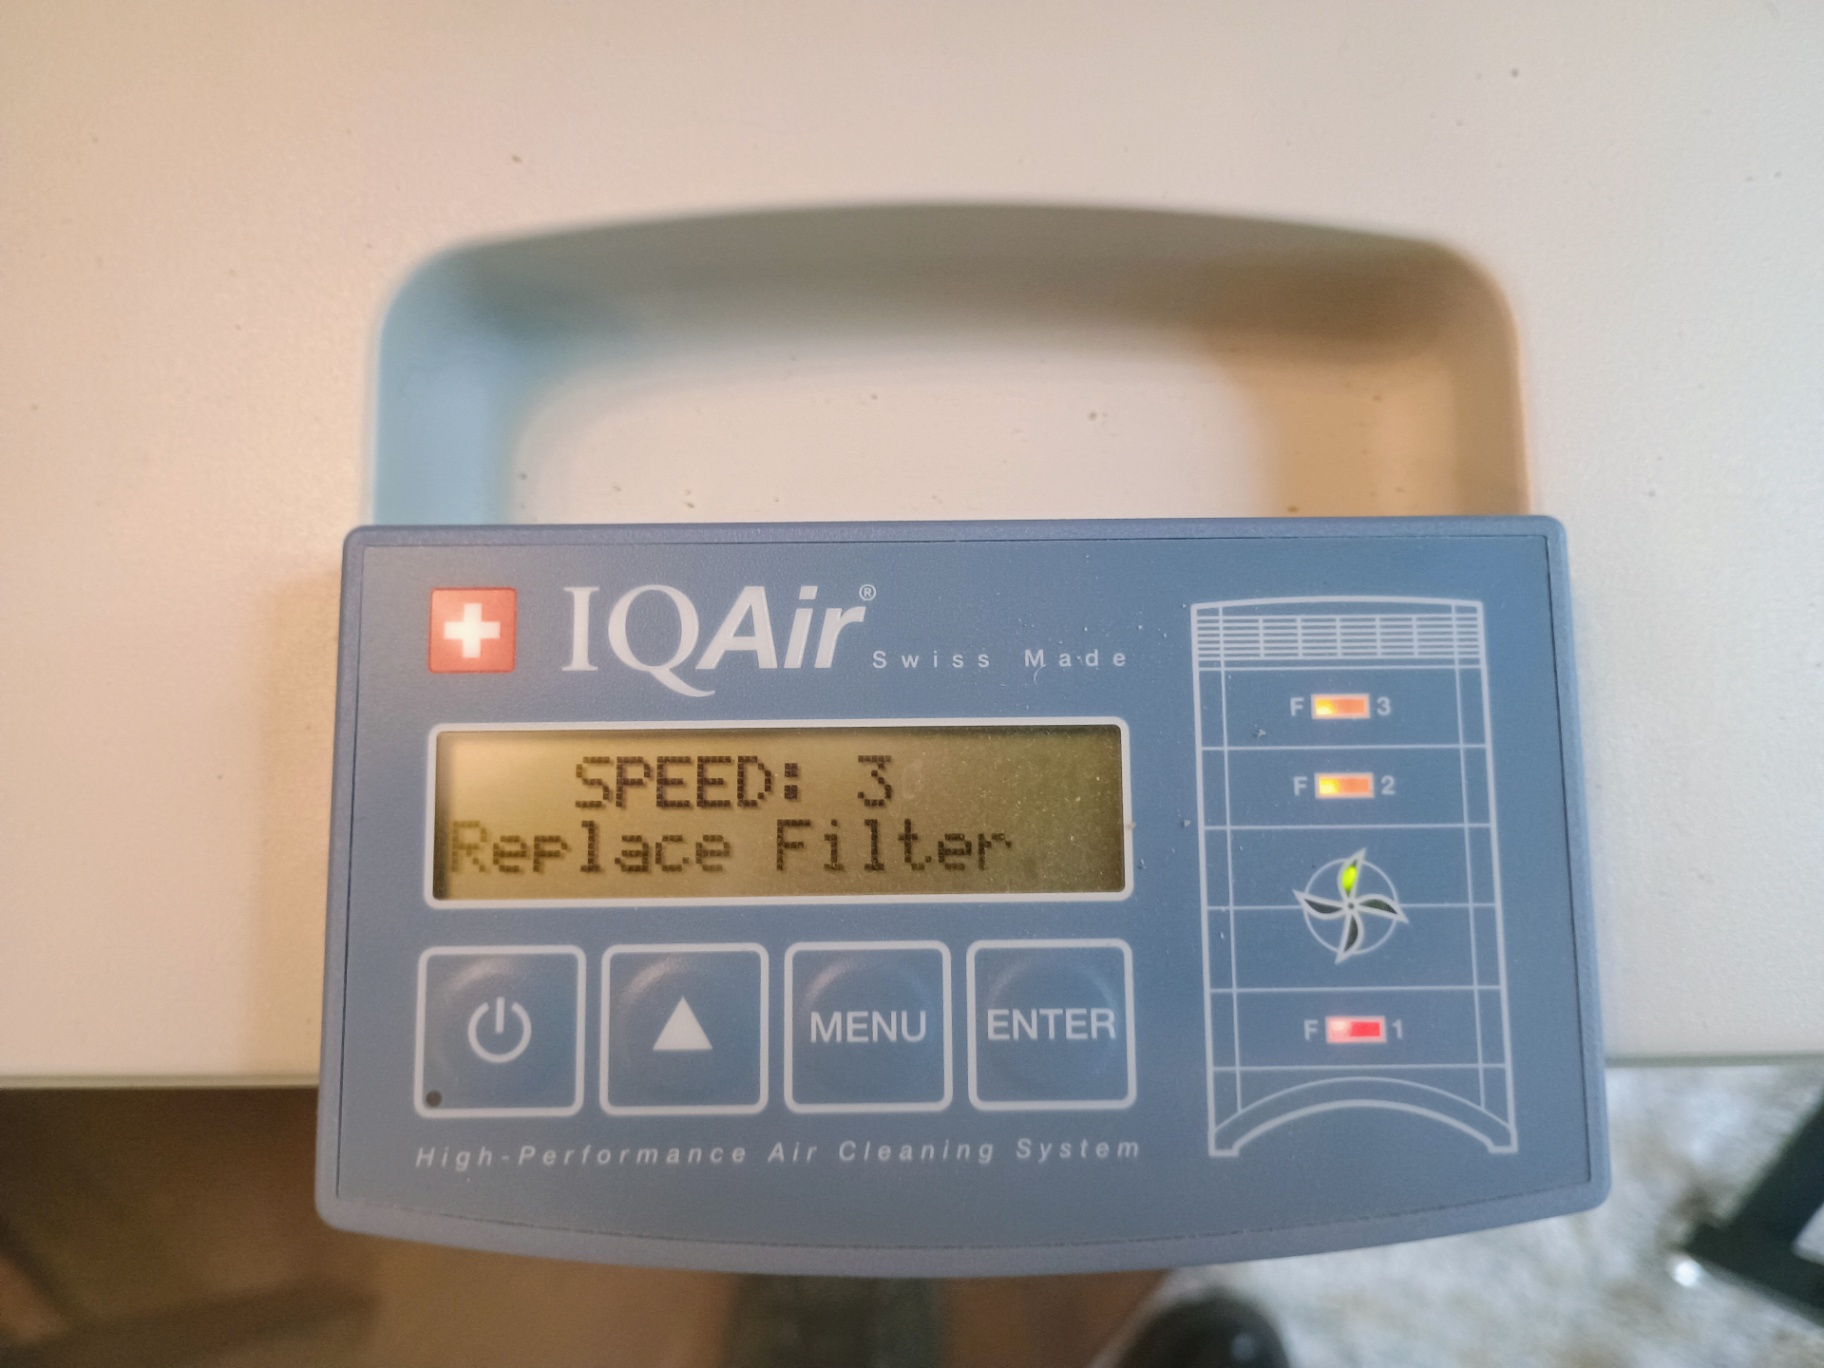 IQAir®
Swiss Made
SPEED: 3
Replace Filter
MENU
ENTER
High-Performance Air Cleaning System
F 3
F 2
F 1